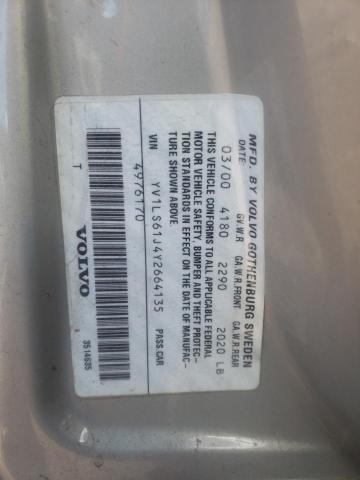 MFD. BY VOLVO GOTHENBURG SWEDEN
DATE: G.V.W.R GA.W.R.FRONT GA.W.R.REAR
03/00 4180 2290 2020 LB
THIS VEHICLE CONFORMS TO ALL APPLICABLE FEDERAL
MOTOR VEHICLE SAFETY, BUMPER AND THEFT PROTEC-
TION STANDARDS IN EFFECT ON THE DATE OF MANUFAC-
TURE SHOWN ABOVE.
VIN YV1LS61J4Y2664135 PASS.CAR
4976170
T VOLVO 3514635